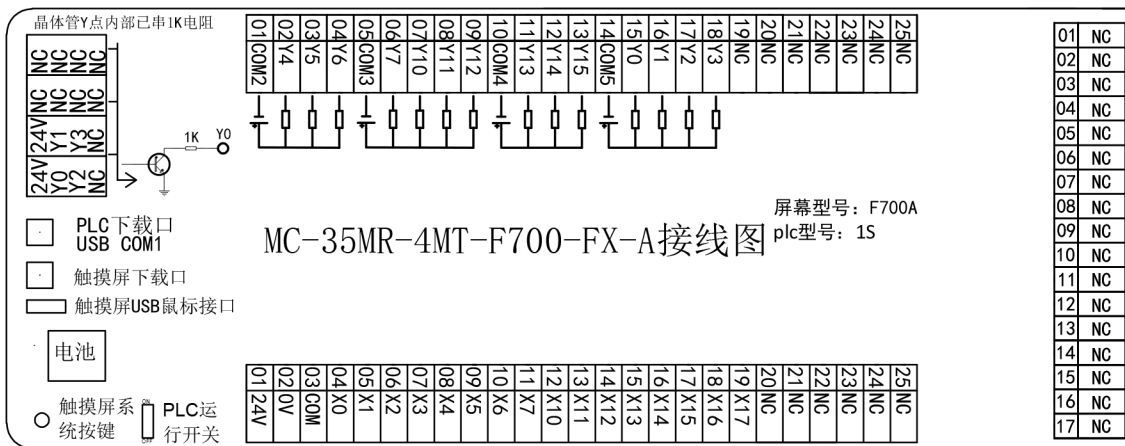 晶体管Y点内部已串1K电阻
NC NC NC NC
NC NC NC NC
24V 24V Y1 Y3 NC
24V Y0 Y2 NC
1K Y0
01 COM2
02 Y4
03 Y5
04 Y6
05 COM3
06 Y7
07 Y10
08 Y11
09 Y12
10 COM4
11 Y13
12 Y14
13 Y15
14 COM5
15 Y0
16 Y1
17 Y2
18 Y3
19 NC
20 NC
21 NC
22 NC
23 NC
24 NC
25 NC
PLC下载口
USB COM1
触摸屏下载口
触摸屏USB鼠标接口
电池
触摸屏系
统按键
ON
OFF
PLC运
行开关
MC-35MR-4MT-F700-FX-A接线图
屏幕型号: F700A
plc型号: 1S
01 24V
02 0V
03 COM
04 X0
05 X1
06 X2
07 X3
08 X4
09 X5
10 X6
11 X7
12 X10
13 X11
14 X12
15 X13
16 X14
17 X15
18 X16
19 X17
20 NC
21 NC
22 NC
23 NC
24 NC
25 NC
01 NC
02 NC
03 NC
04 NC
05 NC
06 NC
07 NC
08 NC
09 NC
10 NC
11 NC
12 NC
13 NC
14 NC
15 NC
16 NC
17 NC